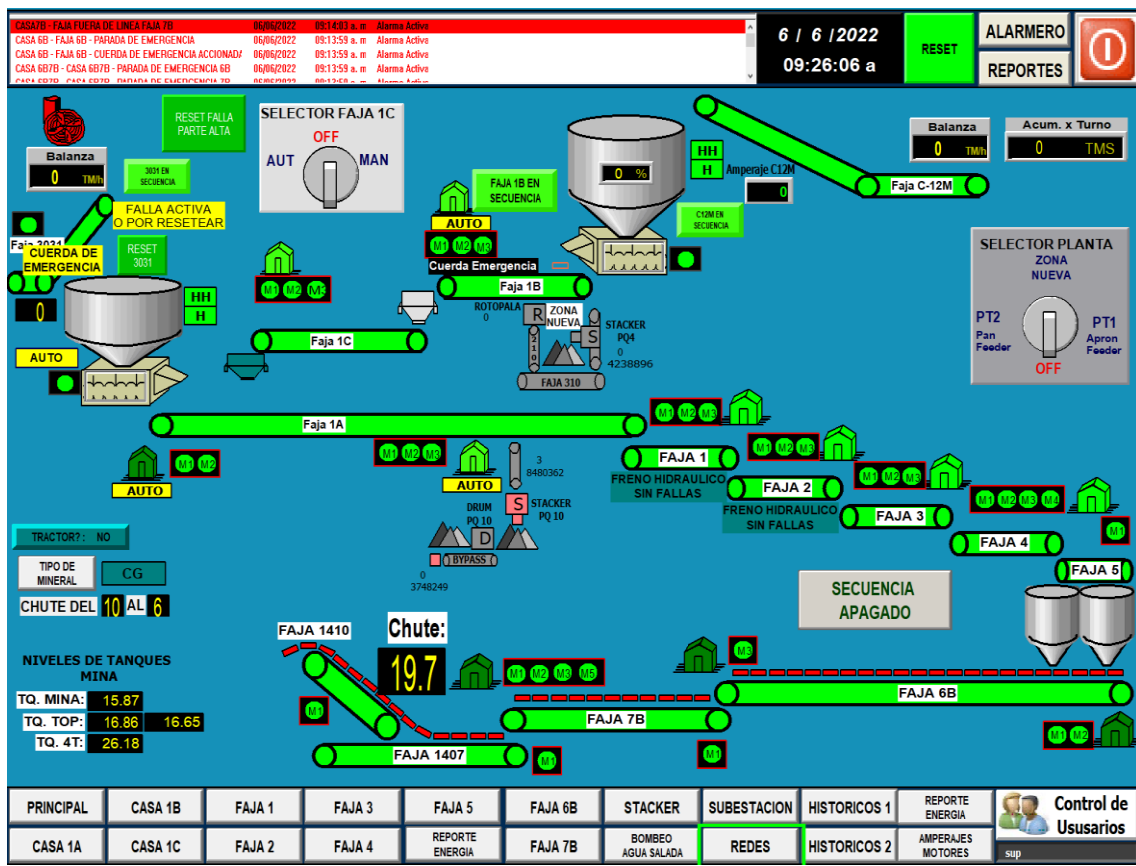 CASA7B - FAJA FUERA DE LINEA FAJA 7B 06/06/2022 09:14:03 a. m Alarma Activa
CASA 6B - FAJA 6B - PARADA DE EMERGENCIA 06/06/2022 09:13:59 a. m Alarma Activa
CASA 6B - FAJA 6B - CUERDA DE EMERGENCIA ACCIONADA 06/06/2022 09:13:59 a. m Alarma Activa
CASA 6B7B - CASA 6B7B - PARADA DE EMERGENCIA 6B 06/06/2022 09:13:59 a. m Alarma Activa
6 / 6 /2022
09:26:06 a
RESET
ALARMERO
REPORTES
RESET FALLA
PARTE ALTA
SELECTOR FAJA 1C
OFF
AUT
MAN
Balanza
0 TM/h
3031 EN
SECUENCIA
FALLA ACTIVA
O POR RESETEAR
Faja 3031
CUERDA DE
EMERGENCIA
RESET
3031
0
HH
H
AUTO
M1 M2 M3
FAJA 1B EN
SECUENCIA
AUTO
M1 M2 M3
Cuerda Emergencia
Faja 1B
0 %
HH
H
Amperaje C12M
0
C12M EN
SECUENCIA
Balanza
0 TM/h
Acum. x Turno
0 TMS
Faja C-12M
SELECTOR PLANTA
ZONA
NUEVA
PT2
Pan
Feeder
PT1
Apron
Feeder
OFF
Faja 1C
ROTOPALA
0
R
ZONA
NUEVA
S
STACKER
PQ4
0
4238896
210
FAJA 310
Faja 1A
M1 M2 M3
M1 M2
AUTO
M1 M2 M3
AUTO
3
8480362
DRUM
PQ 10
S
STACKER
PQ 10
D
BYPASS
0
3748249
FAJA 1
FRENO HIDRAULICO
SIN FALLAS
M1 M2 M3
FAJA 2
FRENO HIDRAULICO
SIN FALLAS
M1 M2 M3
FAJA 3
M1 M2 M3 M4
FAJA 4
M1
FAJA 5
TRACTOR? : NO
TIPO DE
MINERAL
CG
CHUTE DEL 10 AL 6
SECUENCIA
APAGADO
NIVELES DE TANQUES
MINA
TQ. MINA: 15.87
TQ. TOP: 16.86 16.65
TQ. 4T: 26.18
FAJA 1410
Chute:
19.7
M1
M1 M2 M3 M5
M3
FAJA 6B
FAJA 7B
FAJA 1407
M1
M1
M1 M2
PRINCIPAL CASA 1B FAJA 1 FAJA 3 FAJA 5 FAJA 6B STACKER SUBESTACION HISTORICOS 1 REPORTE ENERGIA
CASA 1A CASA 1C FAJA 2 FAJA 4 REPORTE ENERGIA FAJA 7B BOMBEO AGUA SALADA REDES HISTORICOS 2 AMPERAJES MOTORES
Control de
Ususarios
sup